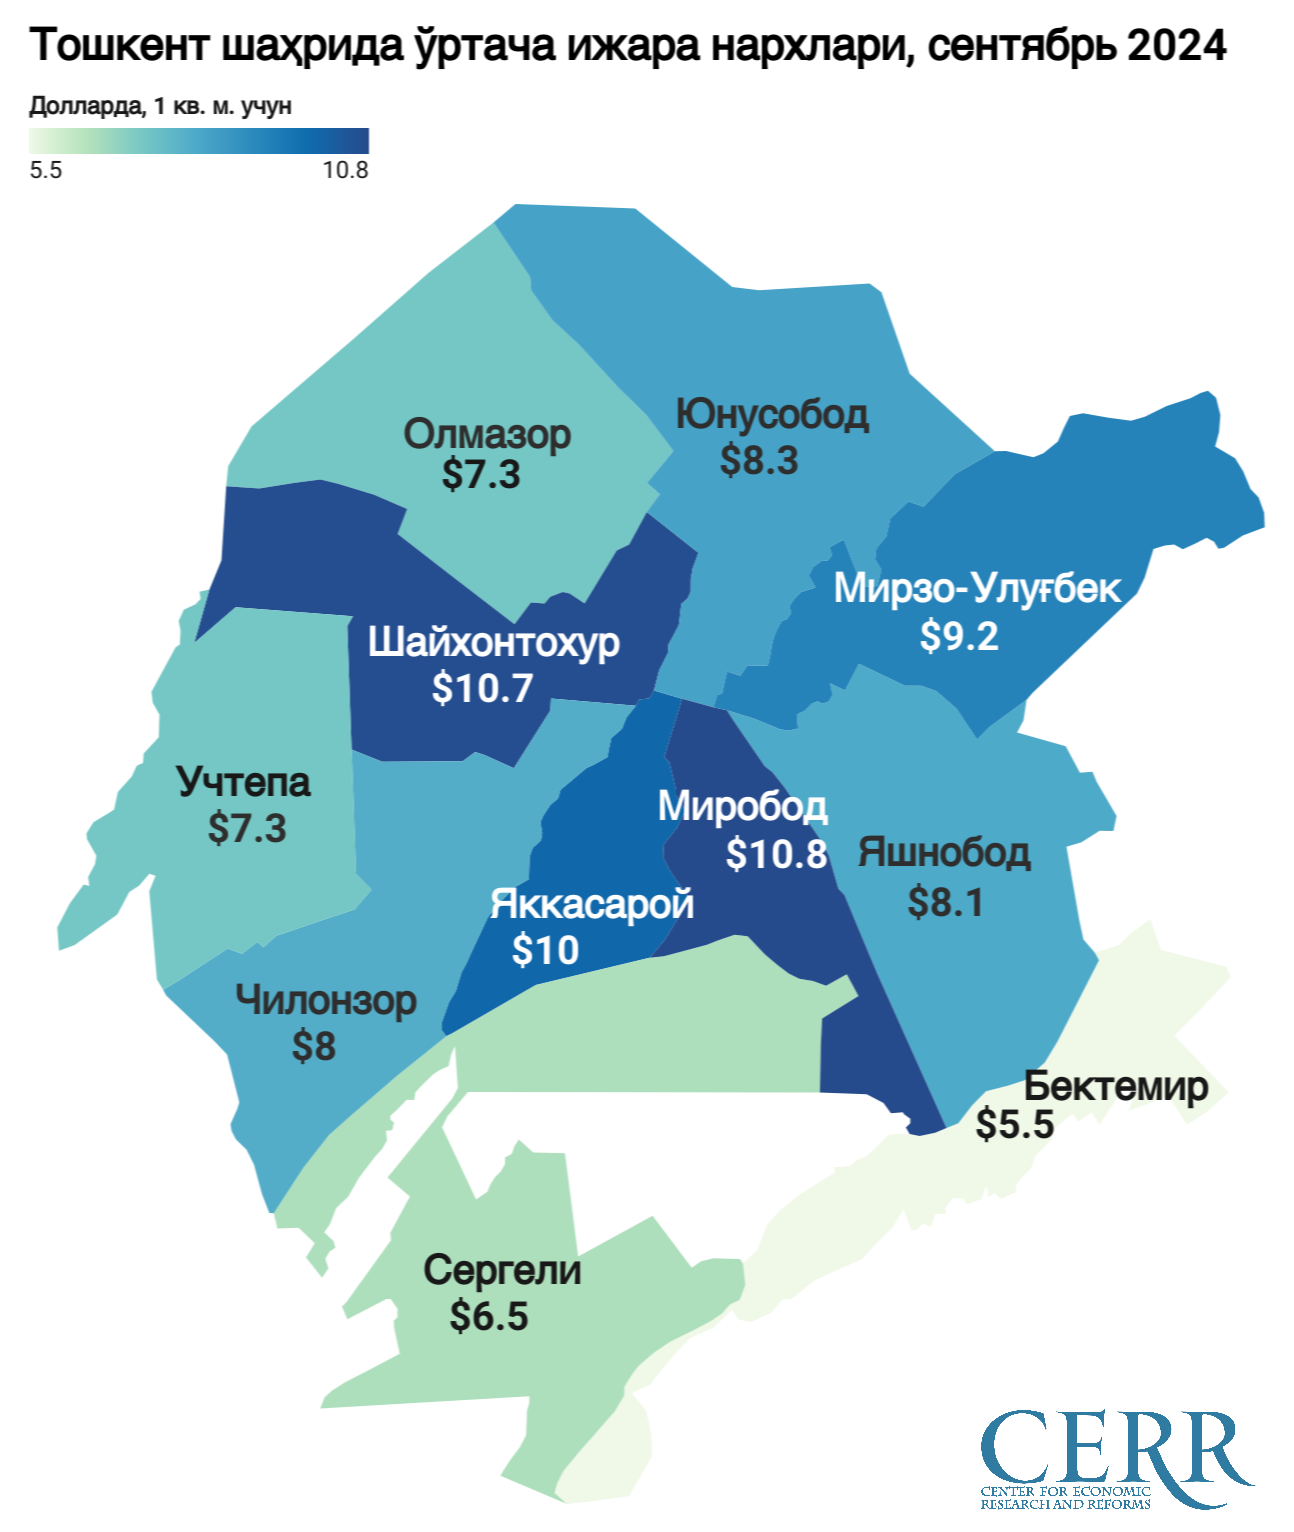 Тошкент шаҳрида ўртача ижара нархлари, сентябрь 2024
Долларда, 1 кв. м. учун
5.5 10.8
Юнусобод
$8.3
Олмазор
$7.3
Мирзо-Улуғбек
$9.2
Шайхонтохур
$10.7
Учтепа
$7.3
Миробод
$10.8
Яшнобод
$8.1
Яккасарой
$10
Чилонзор
$8
Бектемир
$5.5
Сергели
$6.5
CERR
CENTER FOR ECONOMIC
RESEARCH AND REFORMS